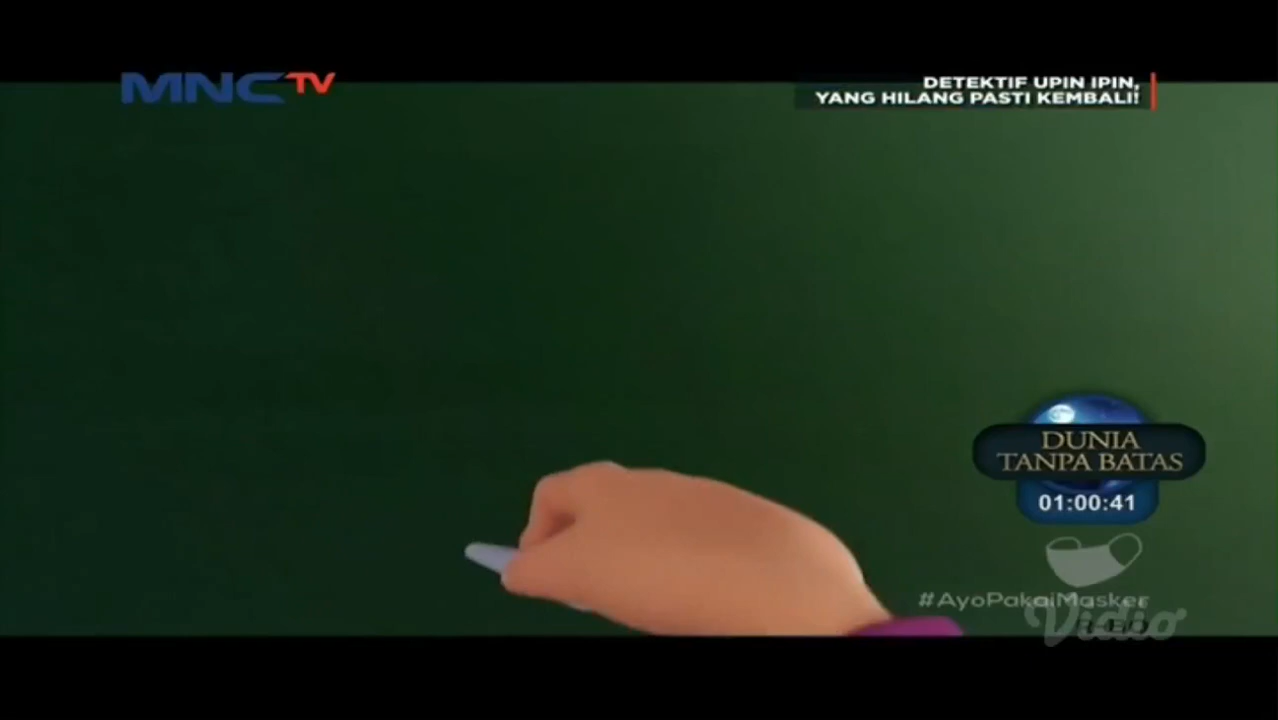 MNCTV
DETEKTIF UPIN IPIN,
YANG HILANG PASTI KEMBALI!
DUNIA
TANPA BATAS
01:00:41
#AyoPakaiMasker
Vidio